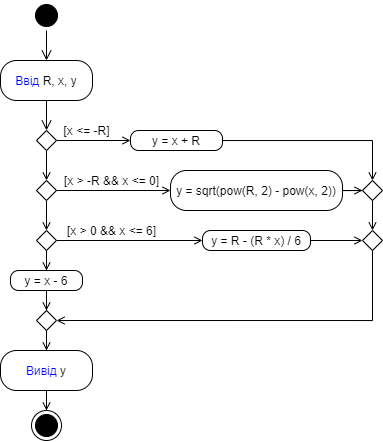 Ввід R, x, y
[x <= -R]
y = x + R
[x > -R && x <= 0]
y = sqrt(pow(R, 2) - pow(x, 2))
[x > 0 && x <= 6]
y = R - (R * x) / 6
y = x - 6
Вивід y